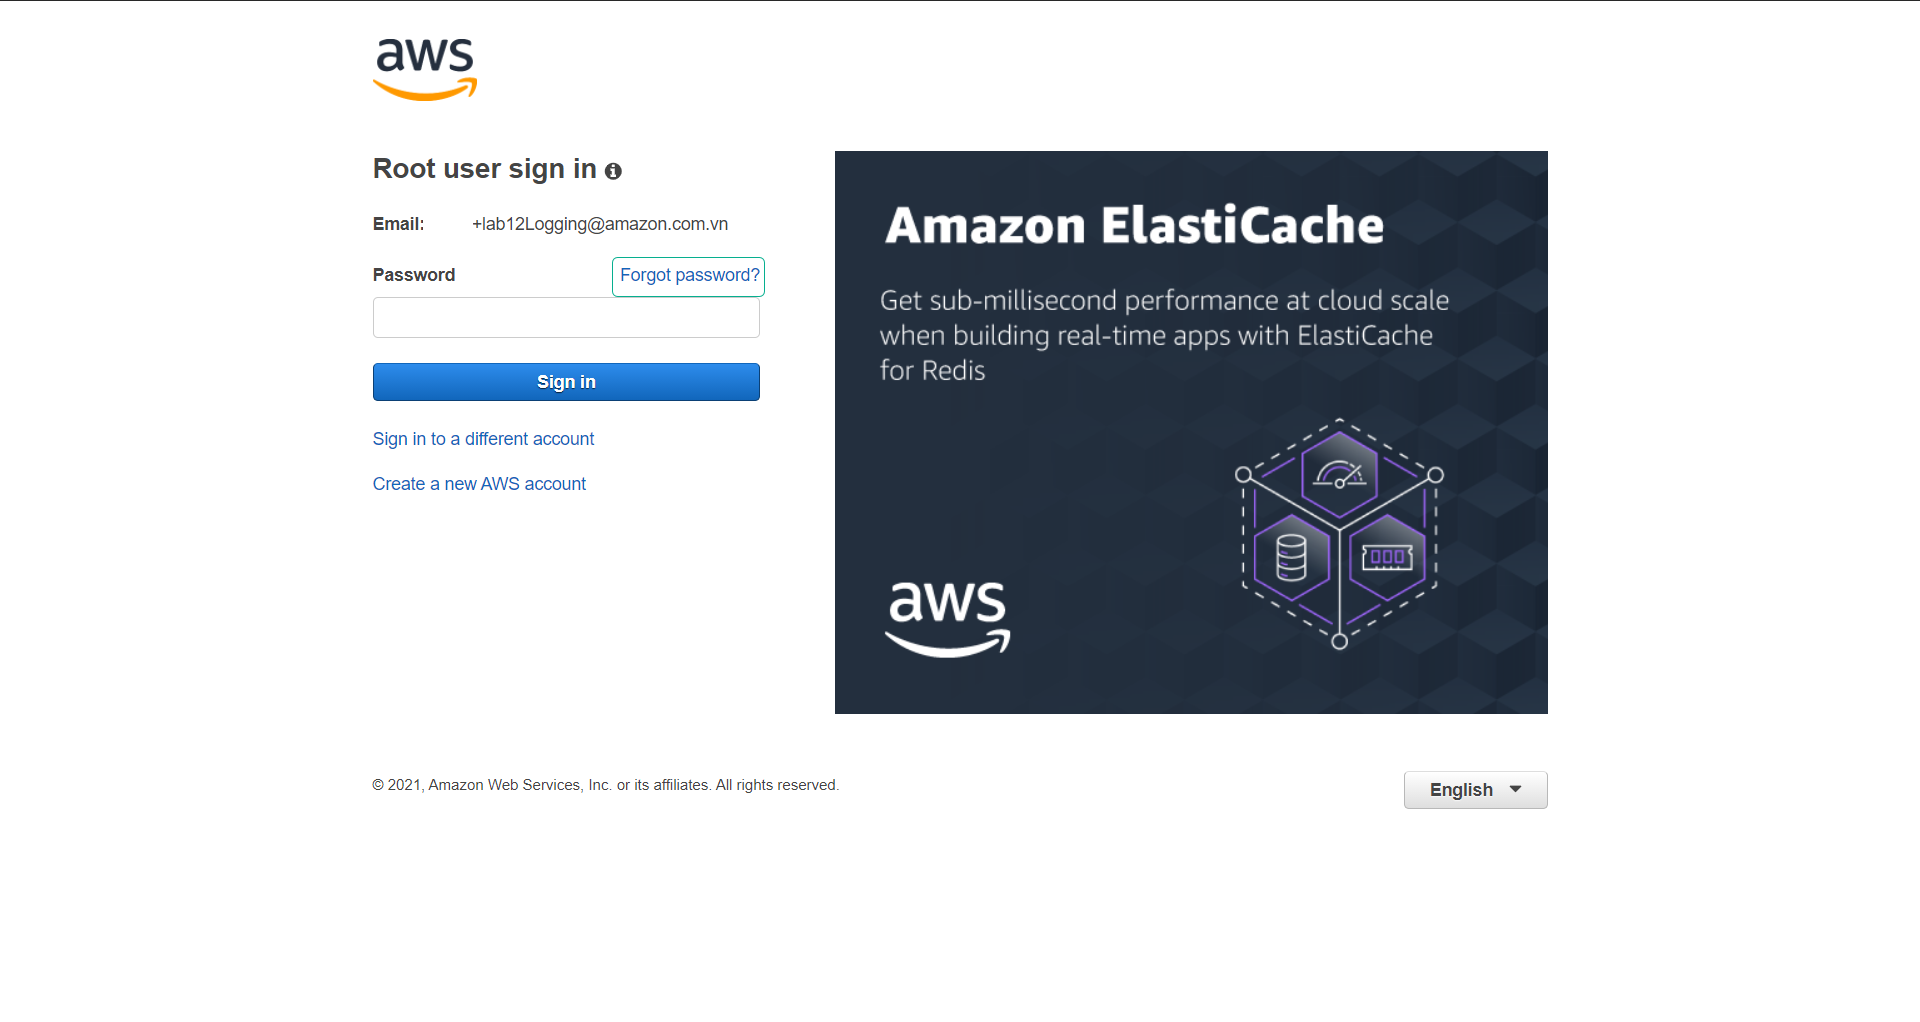 aws
Root user sign in
Email: +lab12Logging@amazon.com.vn
Password Forgot password?
Sign in
Sign in to a different account
Create a new AWS account
Amazon ElastiCache
Get sub-millisecond performance at cloud scale
when building real-time apps with ElastiCache
for Redis
aws
© 2021, Amazon Web Services, Inc. or its affiliates. All rights reserved.
English